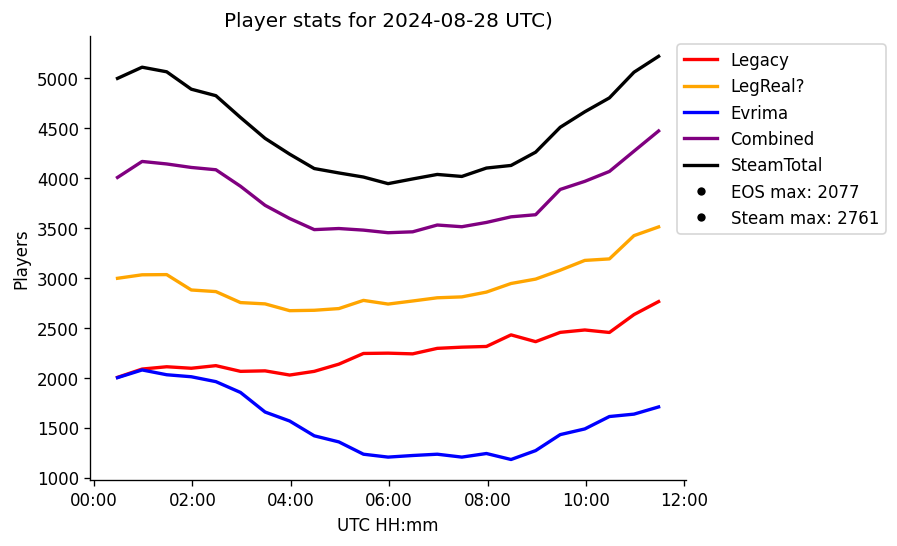 Player stats for 2024-08-28 UTC)
Legacy
LegReal?
Evrima
Combined
SteamTotal
EOS max: 2077
Steam max: 2761
Players
5000
4500
4000
3500
3000
2500
2000
1500
1000
00:00 02:00 04:00 06:00 08:00 10:00 12:00
UTC HH:mm